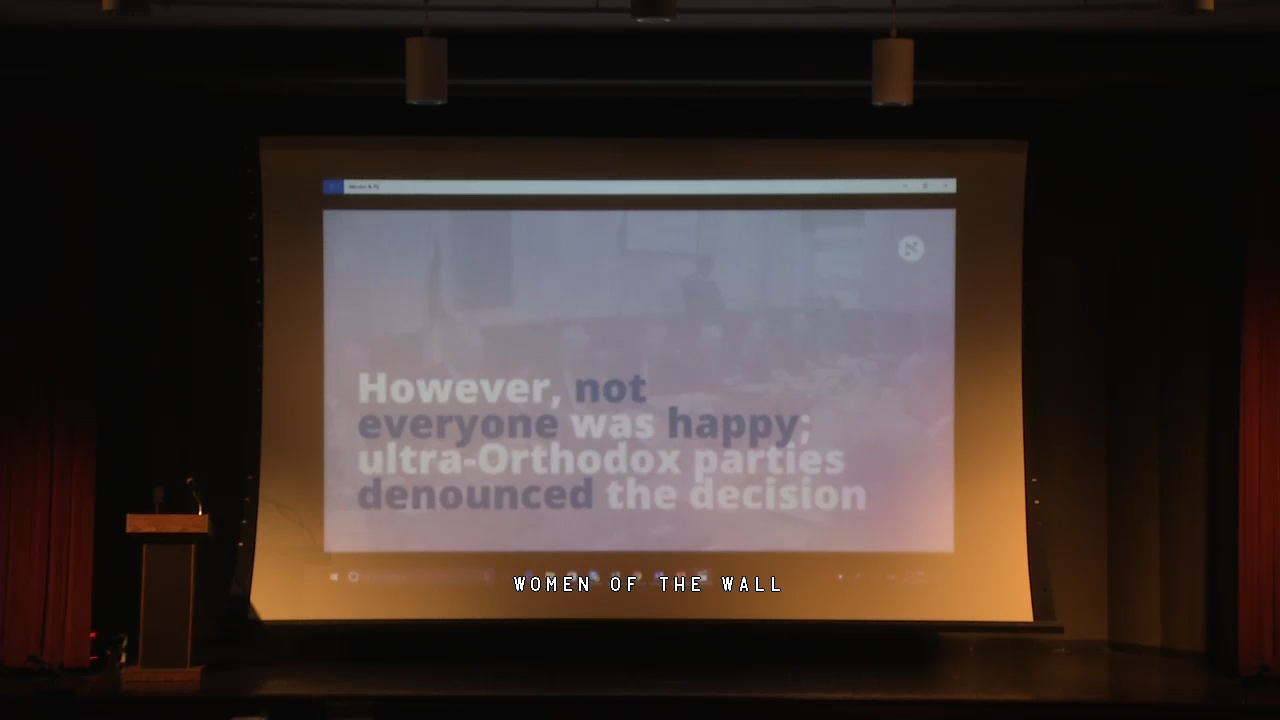 However, not
everyone was happy;
ultra-Orthodox parties
denounced the decision
WOMEN OF THE WALL